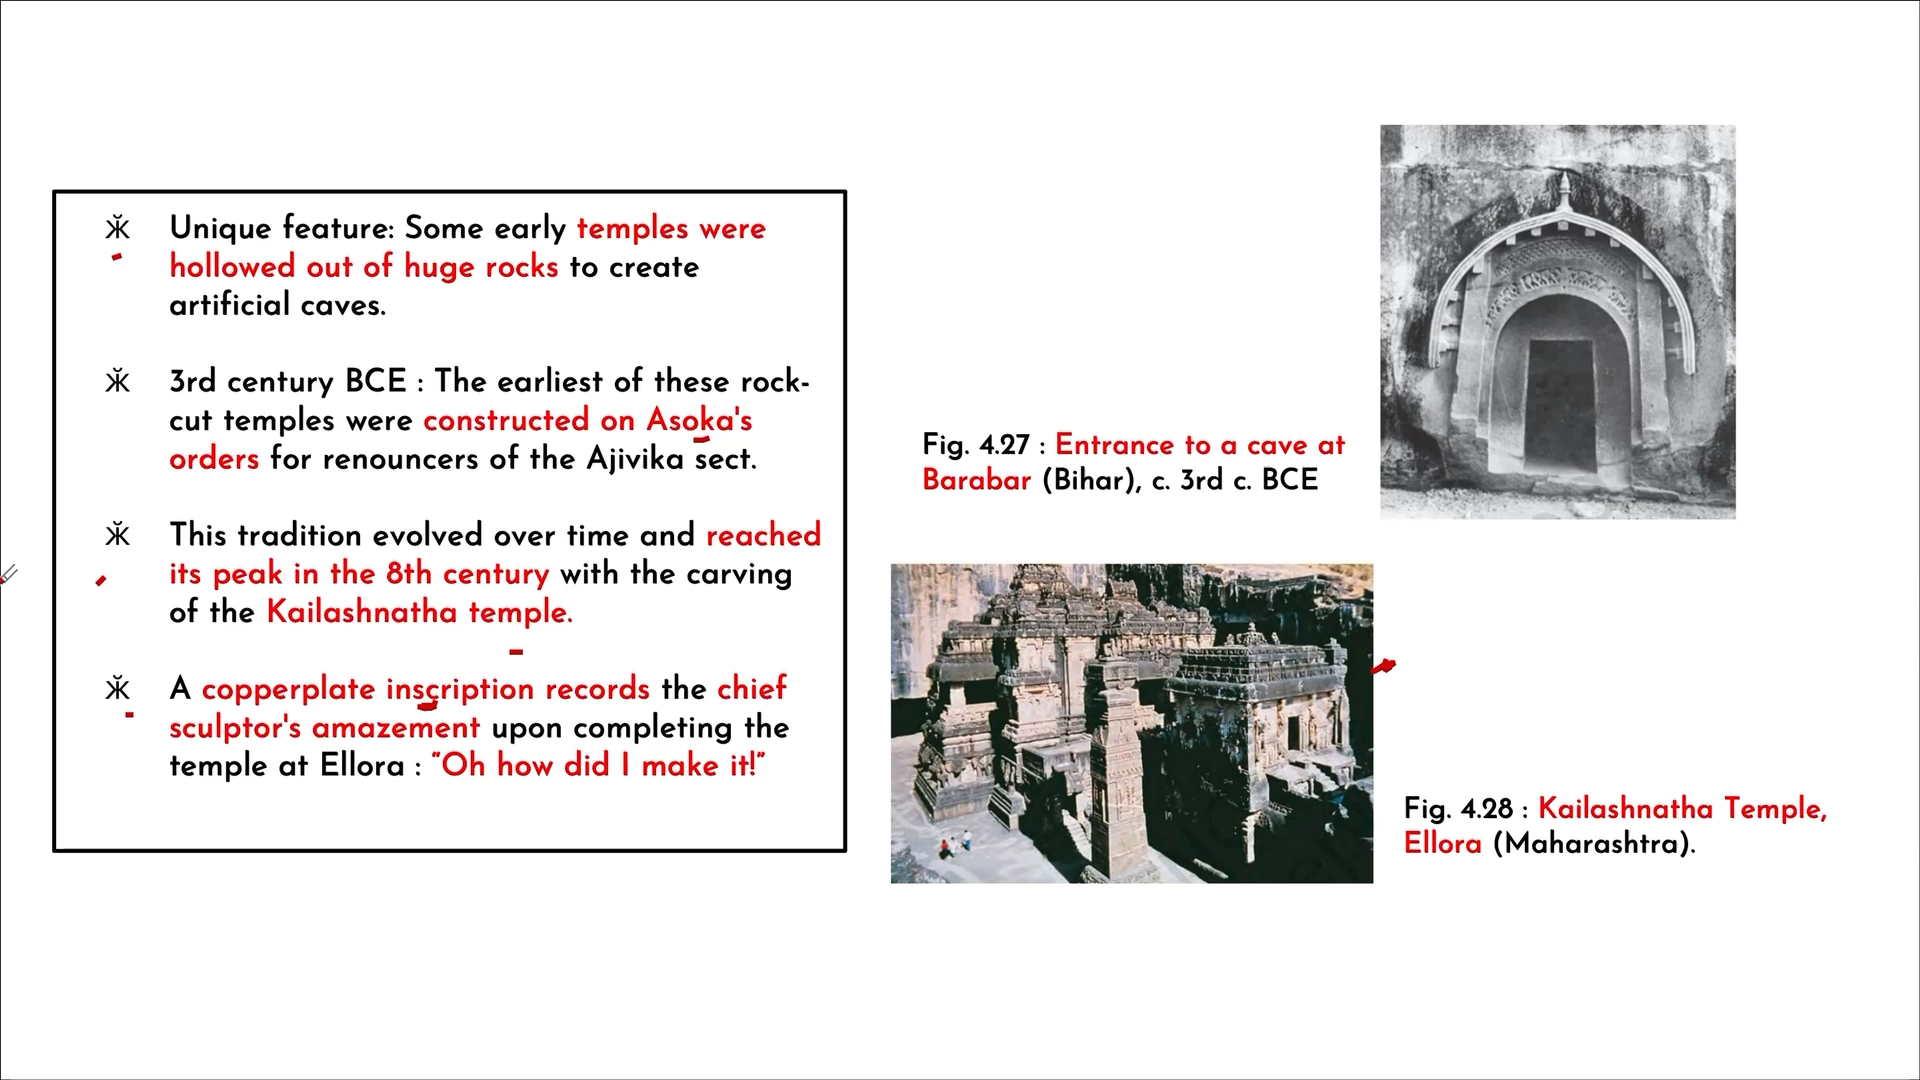 Ӝ Unique feature: Some early temples were
hollowed out of huge rocks to create
artificial caves.
Ӝ 3rd century BCE : The earliest of these rock-
cut temples were constructed on Asoka's
orders for renouncers of the Ajivika sect.
Ӝ This tradition evolved over time and reached
its peak in the 8th century with the carving
of the Kailashnatha temple.
Ӝ A copperplate inscription records the chief
sculptor's amazement upon completing the
temple at Ellora : “Oh how did I make it!”
Fig. 4.27 : Entrance to a cave at
Barabar (Bihar), c. 3rd c. BCE
Fig. 4.28 : Kailashnatha Temple,
Ellora (Maharashtra).